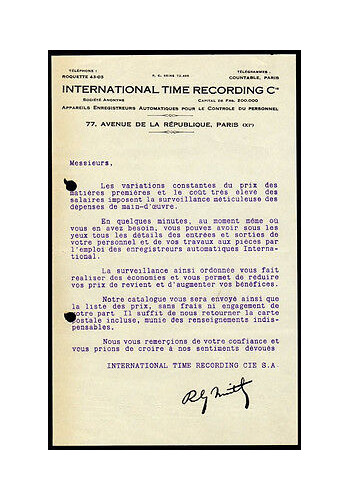 TÉLÉPHONE :
ROQUETTE 43-03
TÉLÉGRAMMES :
COUNTABLE, PARIS
R. C. SEINE
INTERNATIONAL TIME RECORDING Cie
SOCIÉTÉ ANONYME CAPITAL DE FRS. 200.000
APPAREILS ENREGISTREURS AUTOMATIQUES POUR LE CONTRÔLE DU PERSONNEL
77, AVENUE DE LA RÉPUBLIQUE, PARIS (XIe)
Messieurs,
Les variations constantes du prix des
matières premières et le coût très élevé des
salaires imposent la surveillance méticuleuse des
dépenses de main-d'œuvre.
En quelques minutes, au moment même où
vous en avez besoin, vous pouvez avoir sous les
yeux tous les détails des entrées et sorties de
votre personnel et de vos travaux aux pièces par
l'emploi des enregistreurs automatiques Interna-
tional.
La surveillance ainsi ordonnée vous fait
réaliser des économies et vous permet de réduire
vos prix de revient et d'augmenter vos bénéfices.
Notre catalogue vous sera envoyé ainsi que
la liste des prix, sans frais ni engagement de
votre part. Il suffit de nous retourner la carte
postale incluse, munie des renseignements indis-
pensables.
Nous vous remerçions de votre confiance et
vous prions de croire à nos sentiments dévoués
INTERNATIONAL TIME RECORDING CIE S.A.